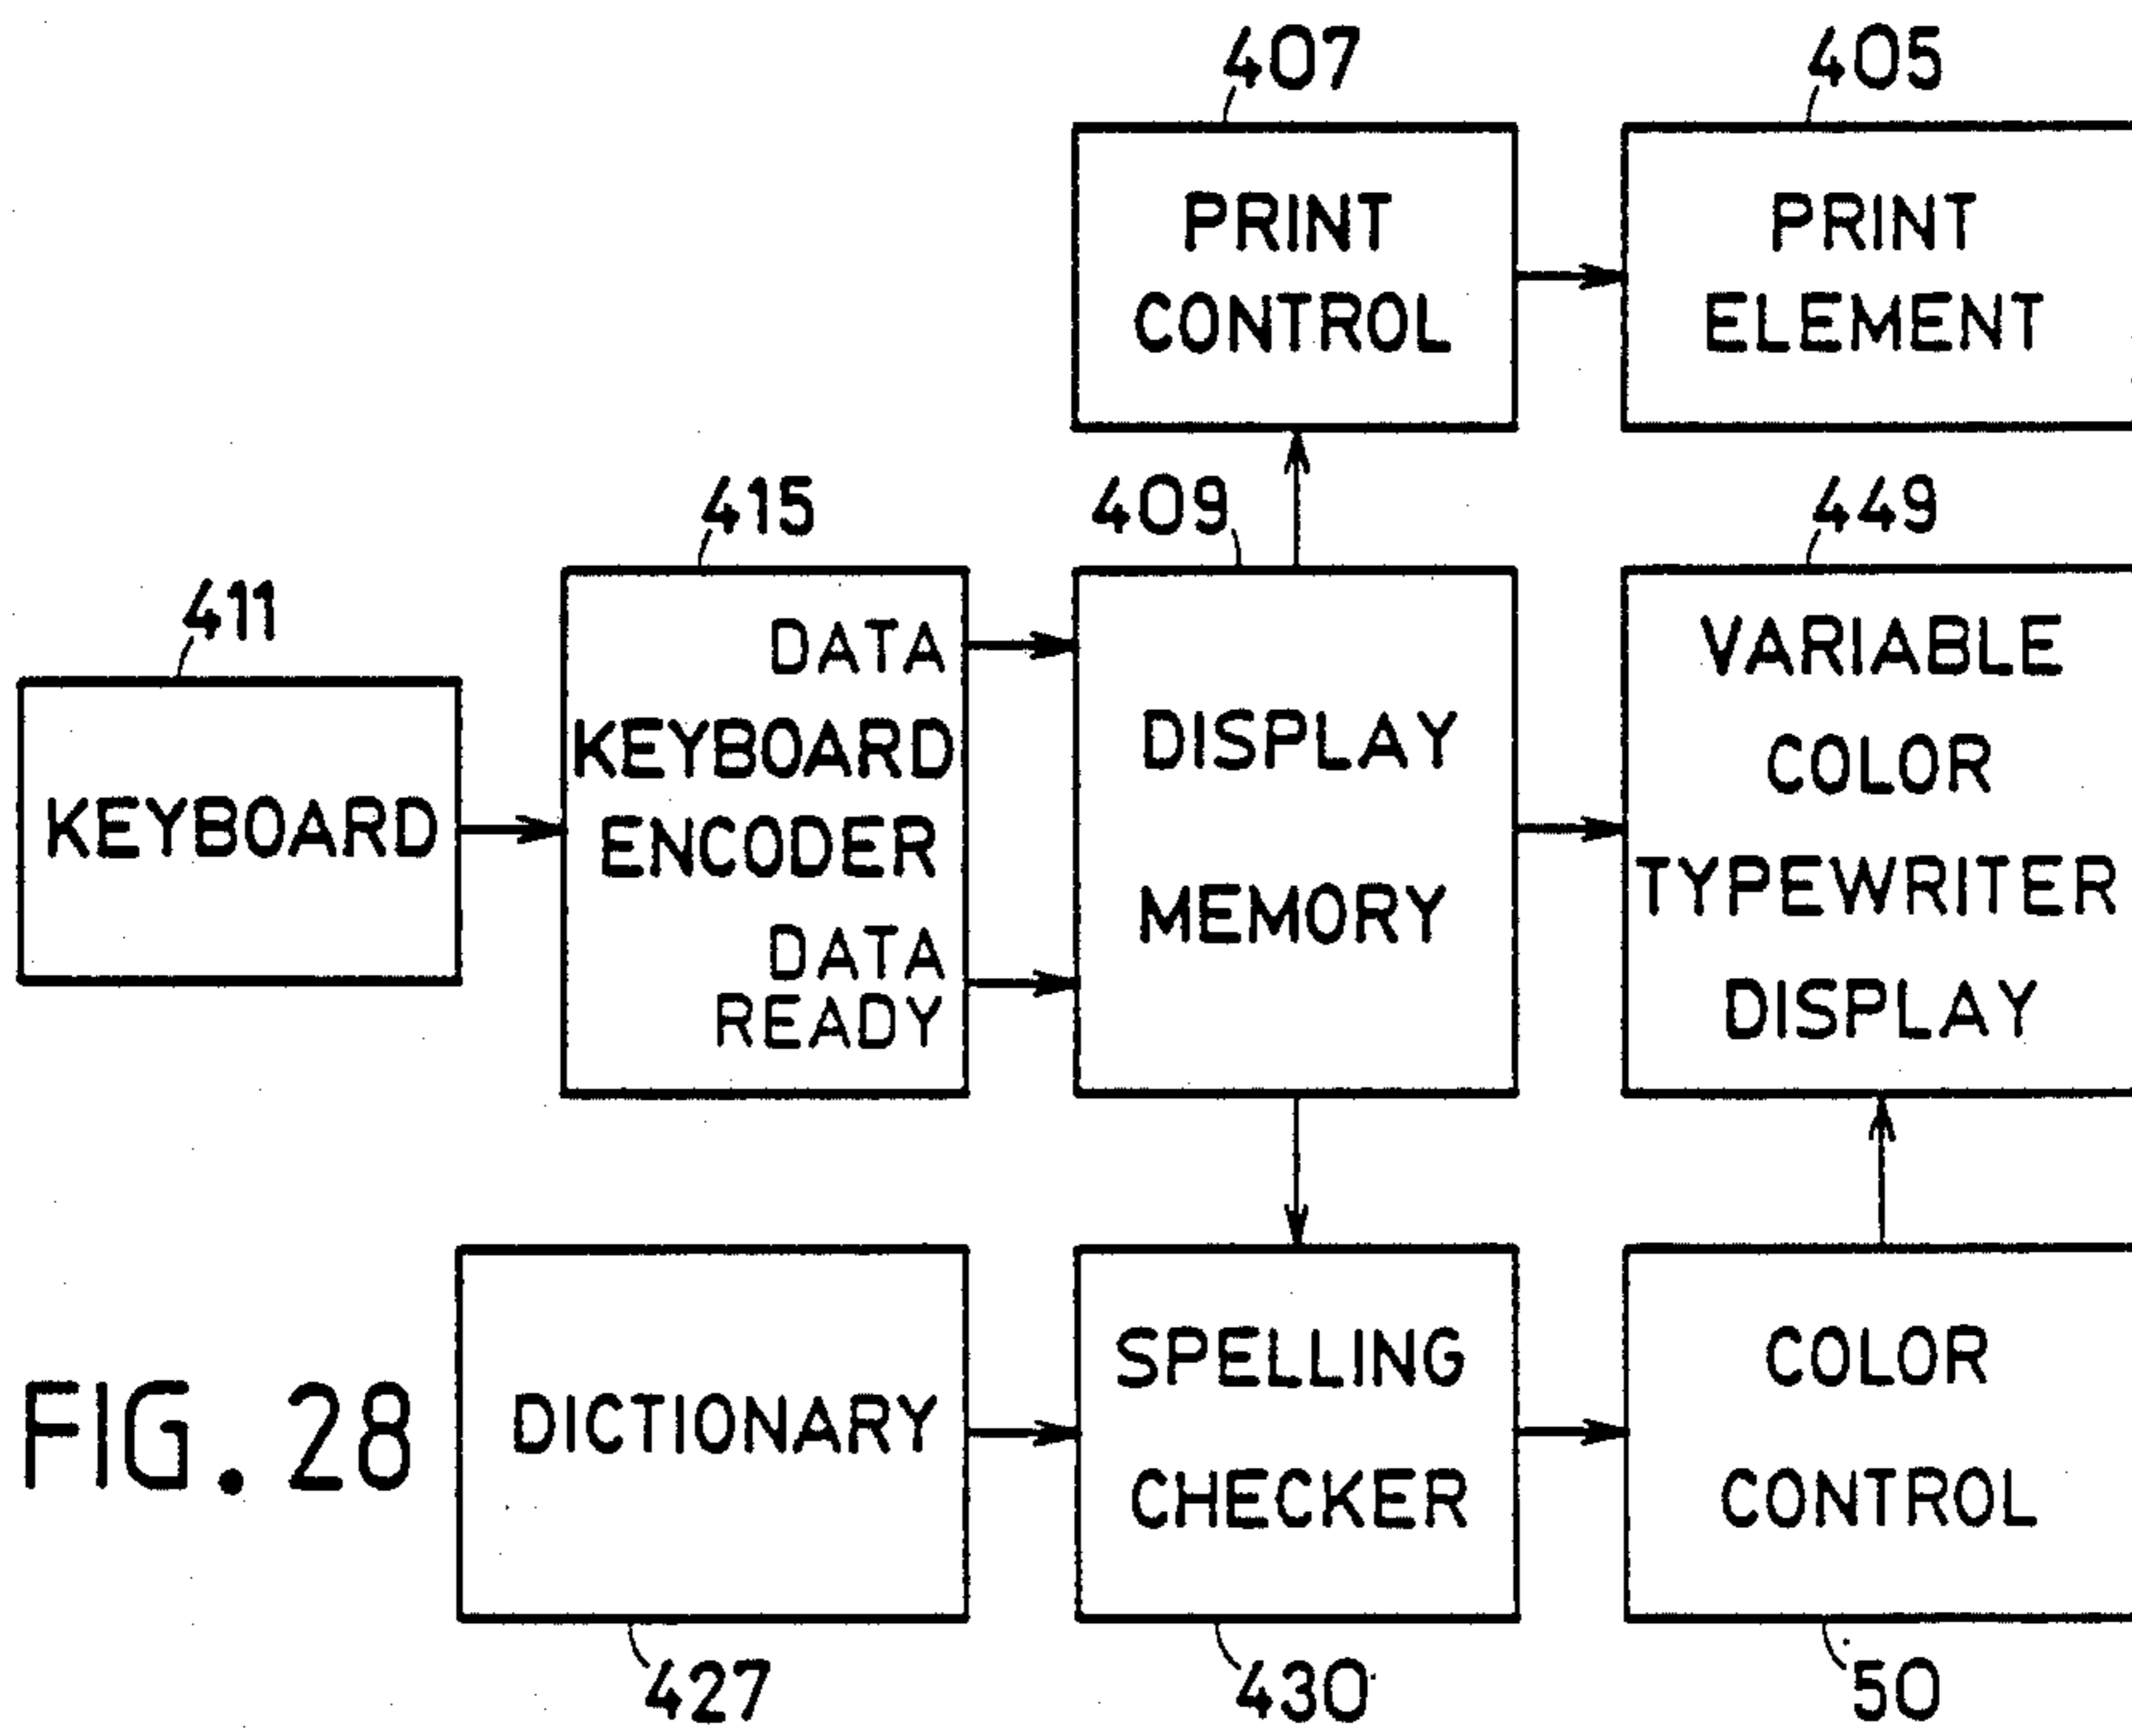 407
405
PRINT
CONTROL
PRINT
ELEMENT
415
409
449
411
KEYBOARD
DATA
KEYBOARD
ENCODER
DATA
READY
DISPLAY
MEMORY
VARIABLE
COLOR
TYPEWRITER
DISPLAY
FIG. 28
DICTIONARY
SPELLING
CHECKER
COLOR
CONTROL
427
430
50